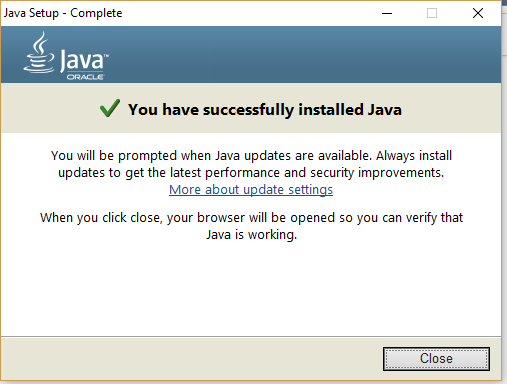 Java Setup - Complete
Java™
ORACLE
You have successfully installed Java
You will be prompted when Java updates are available. Always install
updates to get the latest performance and security improvements.
More about update settings
When you click close, your browser will be opened so you can verify that
Java is working.
Close